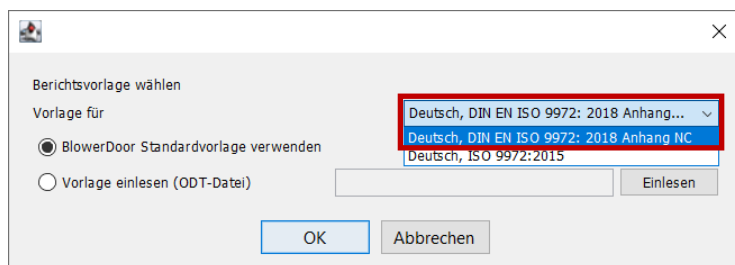 Berichtsvorlage wählen
Vorlage für
Deutsch, DIN EN ISO 9972: 2018 Anhang...
Deutsch, DIN EN ISO 9972: 2018 Anhang NC
Deutsch, ISO 9972:2015
BlowerDoor Standardvorlage verwenden
Vorlage einlesen (ODT-Datei)
Einlesen
OK
Abbrechen